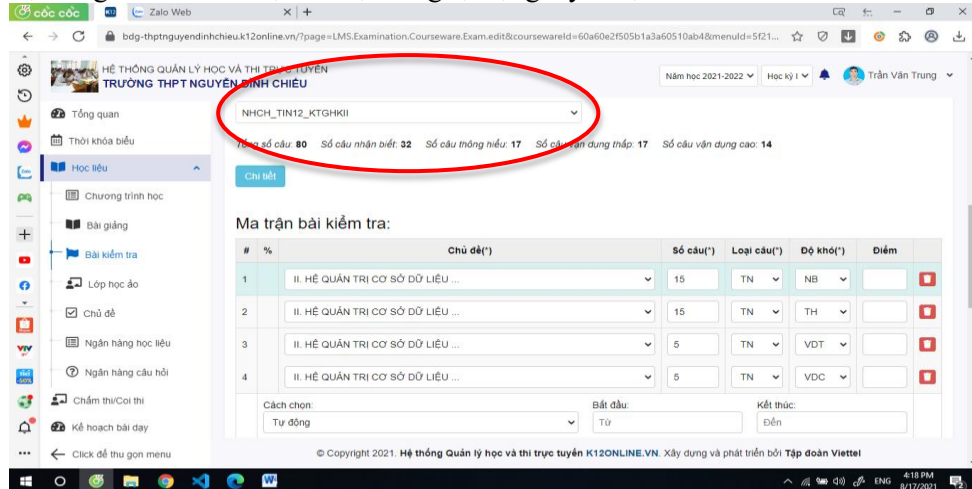 cốc cốc Zalo Web
bdg-thptnguyendinhchieu.k12online.vn/?page=LMS.Examination.Courseware.Exam.edit&coursewareId=60a60e2f505b1a3a60510ab4&menuId=5f21...
HỆ THỐNG QUẢN LÝ HỌC VÀ THI TRỰC TUYẾN
TRƯỜNG THPT NGUYỄN ĐÌNH CHIỂU
Năm học 2021-2022 Học kỳ I Trần Văn Trung
Tổng quan
Thời khóa biểu
Học liệu
Chương trình học
Bài giảng
Bài kiểm tra
Lớp học ảo
Chủ đề
Ngân hàng học liệu
Ngân hàng câu hỏi
Chấm thi/Coi thi
Kế hoạch bài dạy
Click để thu gọn menu
NHCH_TIN12_KTGHKII
Tổng số câu: 80 Số câu nhận biết: 32 Số câu thông hiểu: 17 Số câu vận dụng thấp: 17 Số câu vận dụng cao: 14
Chi tiết
Ma trận bài kiểm tra:
# % Chủ đề(*) Số câu(*) Loại câu(*) Độ khó(*) Điểm
1 II. HỆ QUẢN TRỊ CƠ SỞ DỮ LIỆU ... 15 TN NB
2 II. HỆ QUẢN TRỊ CƠ SỞ DỮ LIỆU ... 15 TN TH
3 II. HỆ QUẢN TRỊ CƠ SỞ DỮ LIỆU ... 5 TN VDT
4 II. HỆ QUẢN TRỊ CƠ SỞ DỮ LIỆU ... 5 TN VDC
Cách chọn: Bắt đầu: Kết thúc:
Tự động Từ Đến
© Copyright 2021. Hệ thống Quản lý học và thi trực tuyến K12ONLINE.VN. Xây dựng và phát triển bởi Tập đoàn Viettel
ENG 4:18 PM
8/17/2021